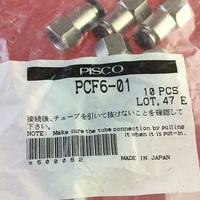 PISCO
PCF6-01
10 PCS
LOT. 47 E
接続後、チューブを引いて抜けないことを確認して
下さい。
NOTE: Make sure the tube connection by pulling
it when it is put-in.
*500052
MADE IN JAPAN